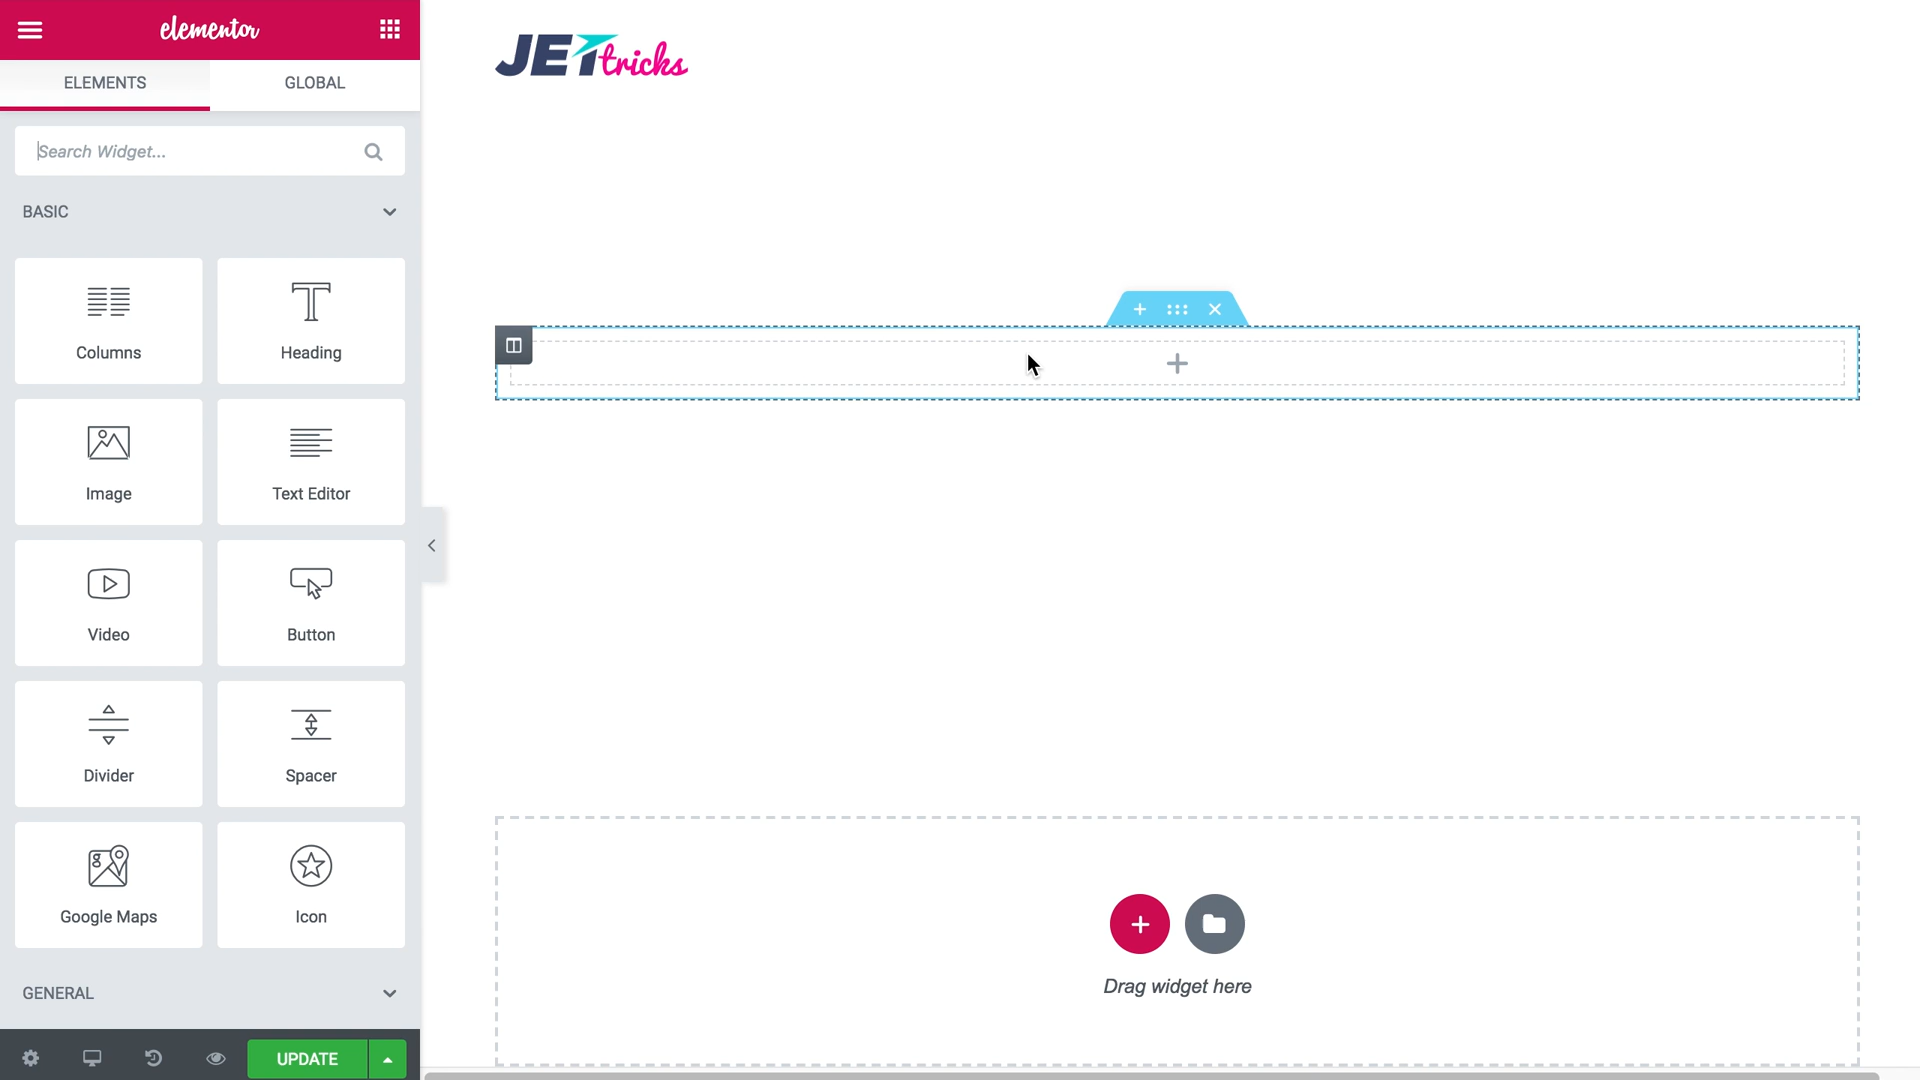 elementor
JETtricks
ELEMENTS GLOBAL
Search Widget...
BASIC
Columns Heading
Image Text Editor
Video Button
Divider Spacer
Google Maps Icon
Drag widget here
GENERAL
UPDATE